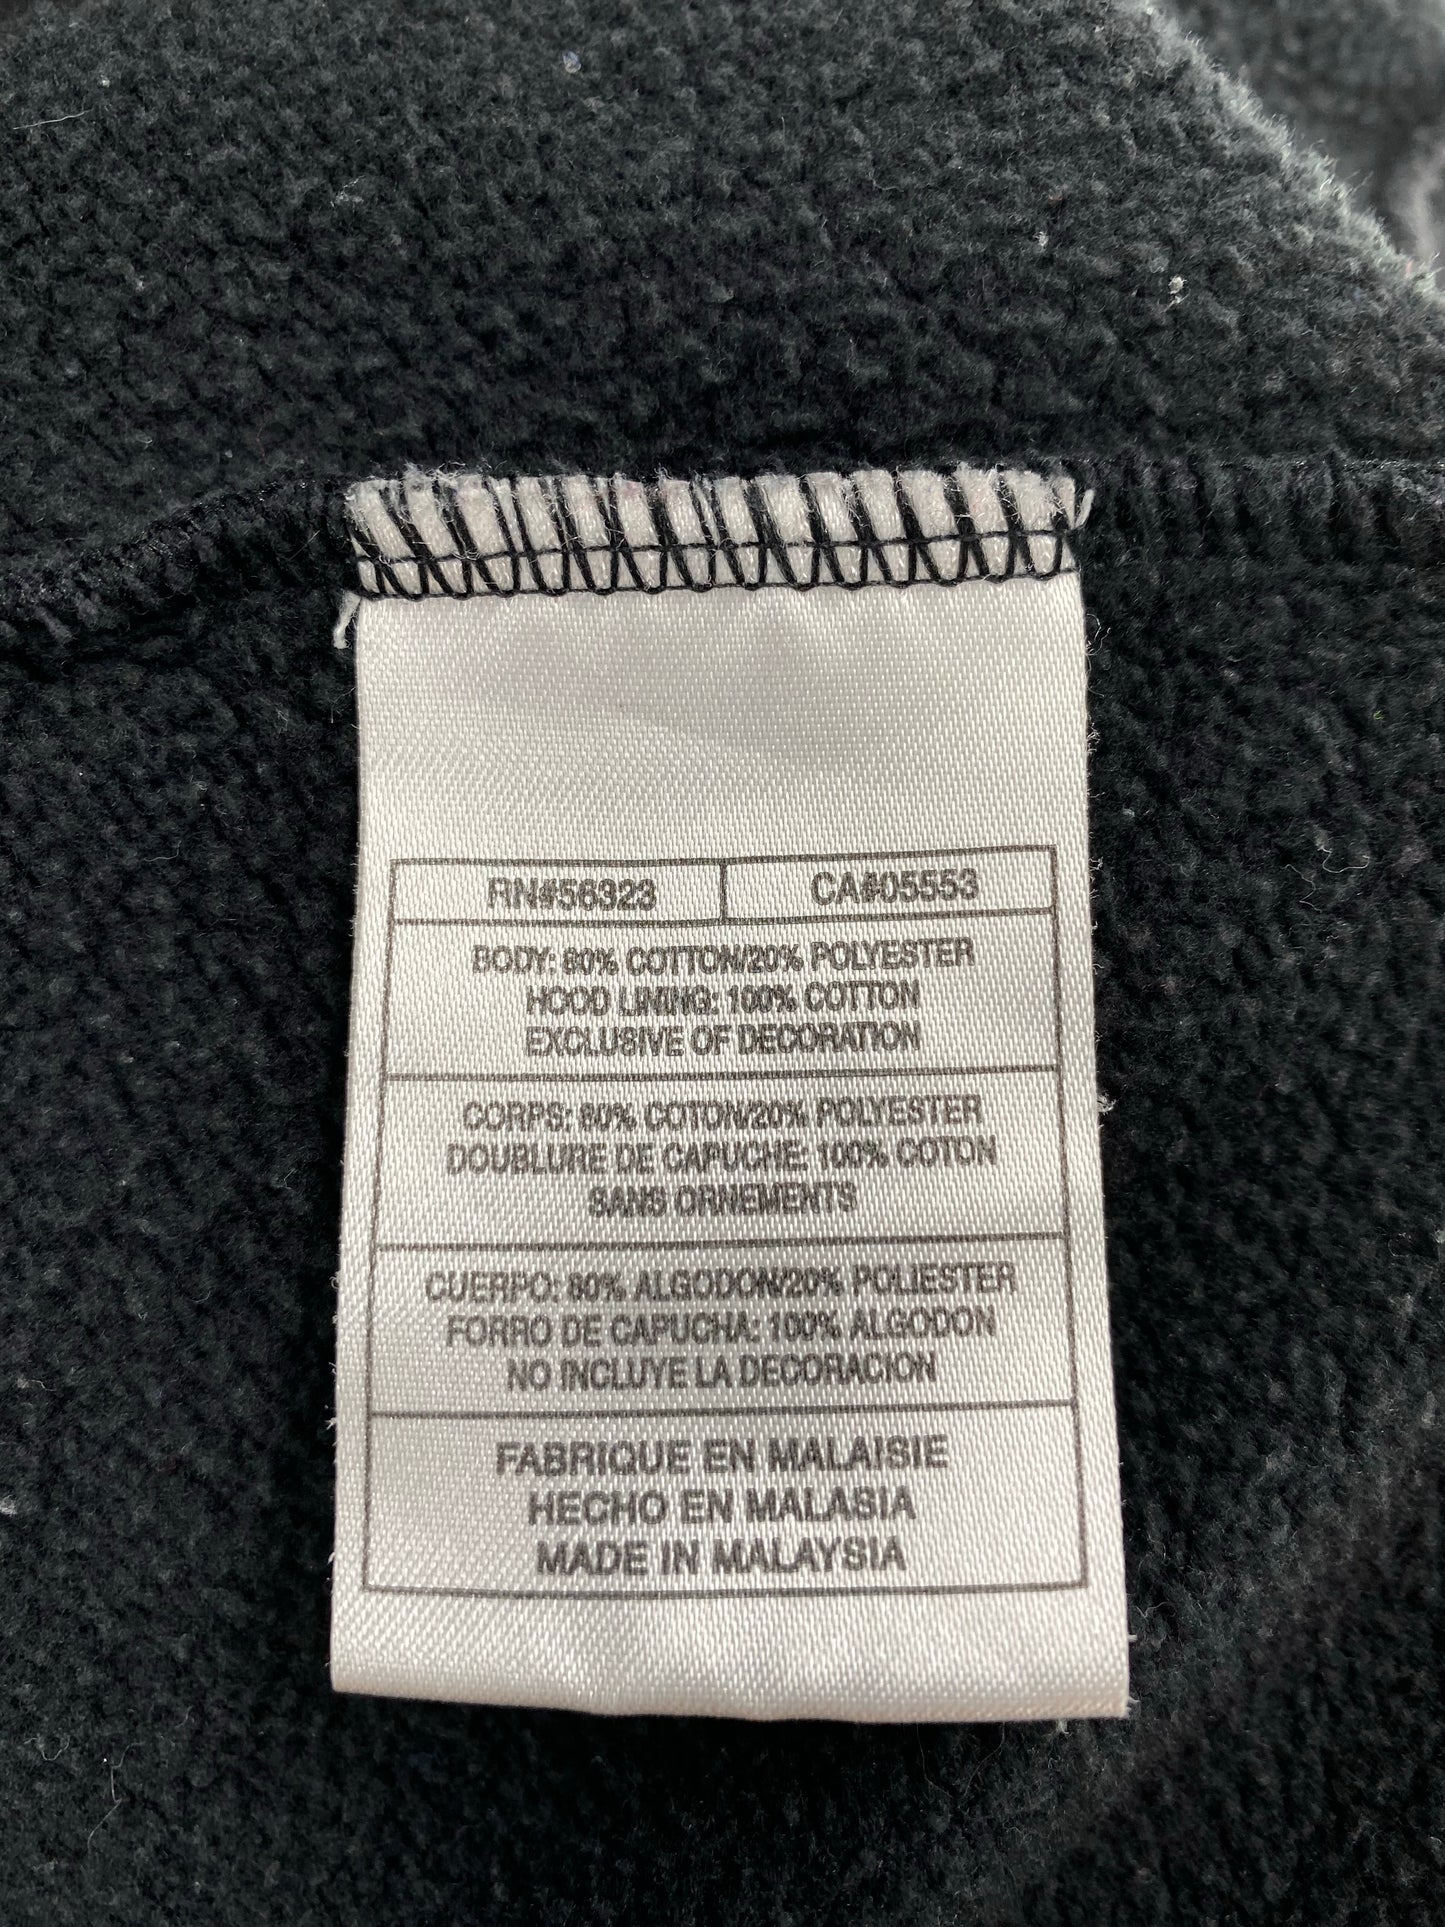 RN#56323 CA#05553
BODY: 80% COTTON/20% POLYESTER
HOOD LINING: 100% COTTON
EXCLUSIVE OF DECORATION
CORPS: 80% COTON/20% POLYESTER
DOUBLURE DE CAPUCHE: 100% COTON
SANS ORNEMENTS
CUERPO: 80% ALGODON/20% POLIESTER
FORRO DE CAPUCHA: 100% ALGODON
NO INCLUYE LA DECORACION
FABRIQUE EN MALAISIE
HECHO EN MALASIA
MADE IN MALAYSIA